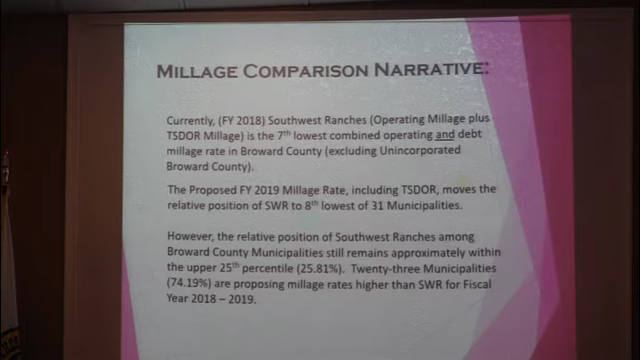 MILLAGE COMPARISON NARRATIVE:
Currently, (FY 2018) Southwest Ranches (Operating Millage plus
TSDOR Millage) is the 7th lowest combined operating and debt
millage rate in Broward County (excluding Unincorporated
Broward County).
The Proposed FY 2019 Millage Rate, including TSDOR, moves the
relative position of SWR to 8th lowest of 31 Municipalities.
However, the relative position of Southwest Ranches among
Broward County Municipalities still remains approximately within
the upper 25th percentile (25.81%). Twenty-three Municipalities
(74.19%) are proposing millage rates higher than SWR for Fiscal
Year 2018 – 2019.